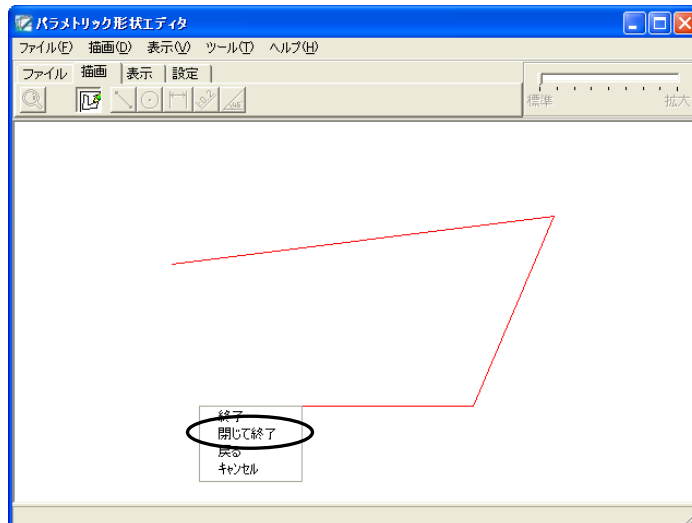 パラメトリック形状エディタ
ファイル(F) 描画(D) 表示(V) ツール(T) ヘルプ(H)
ファイル 描画 表示 設定
標準 拡大
終了
閉じて終了
戻る
キャンセル